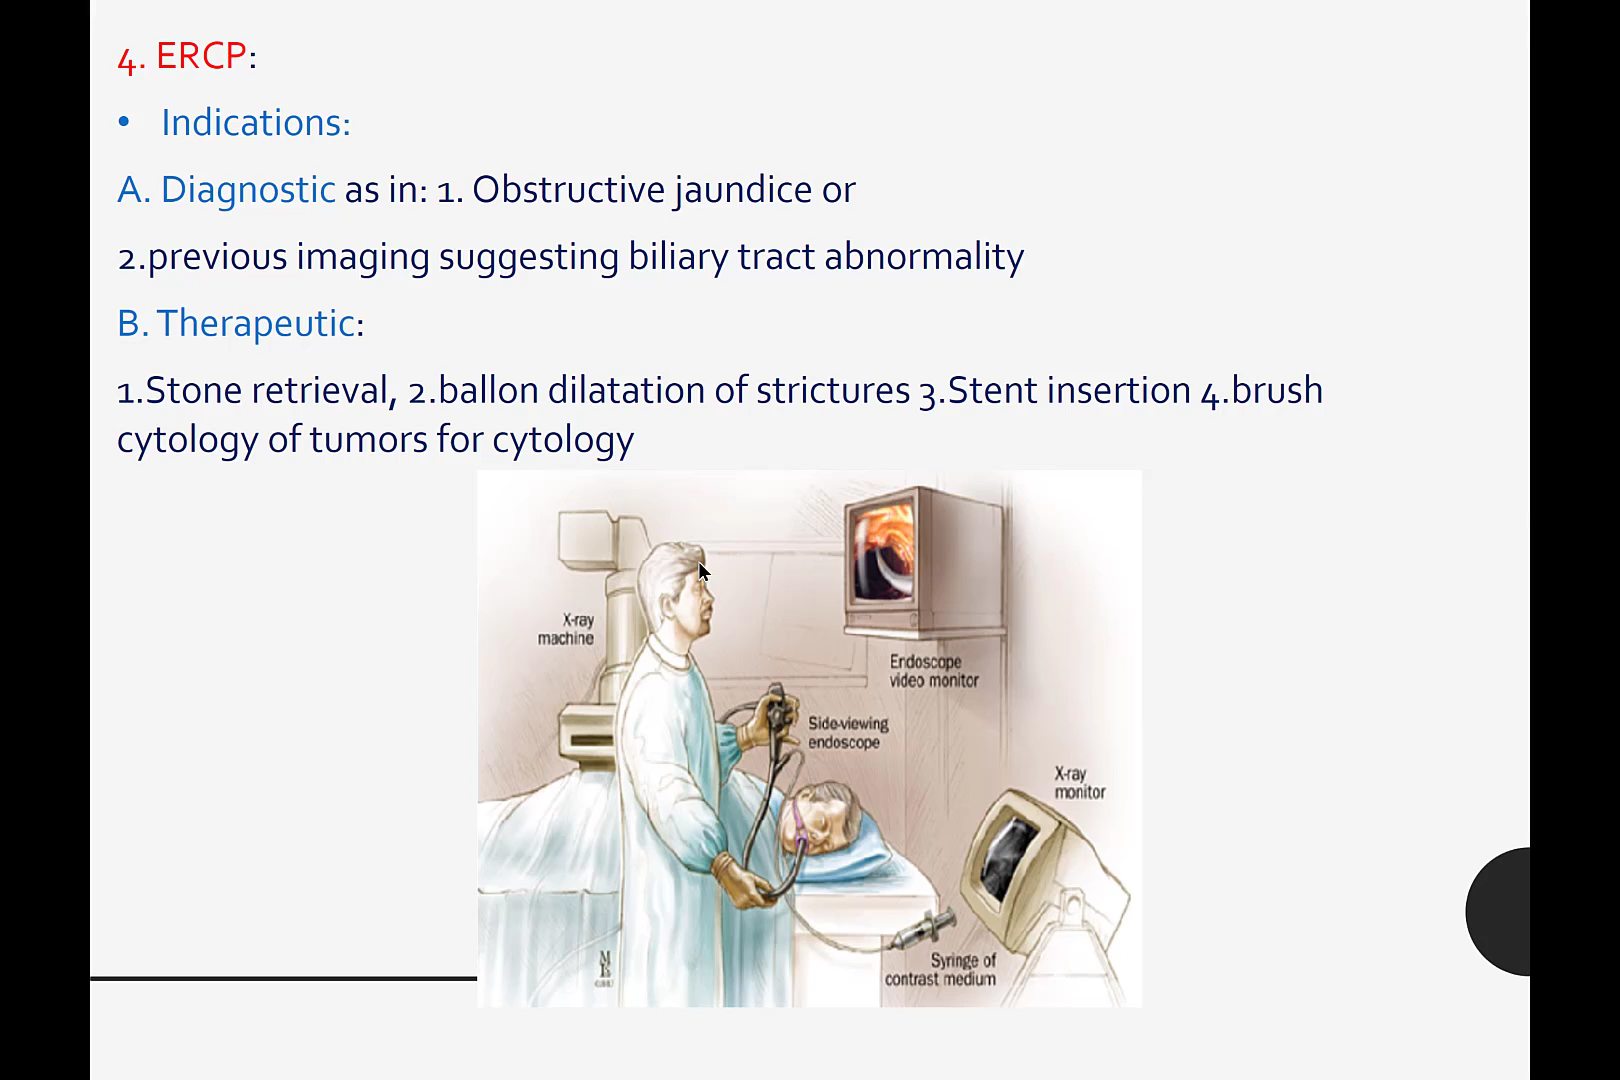 4. ERCP:
• Indications:
A. Diagnostic as in: 1. Obstructive jaundice or
2.previous imaging suggesting biliary tract abnormality
B. Therapeutic:
1.Stone retrieval, 2.ballon dilatation of strictures 3.Stent insertion 4.brush
cytology of tumors for cytology
X-ray
machine
Endoscope
video monitor
Side-viewing
endoscope
X-ray
monitor
Syringe of
contrast medium